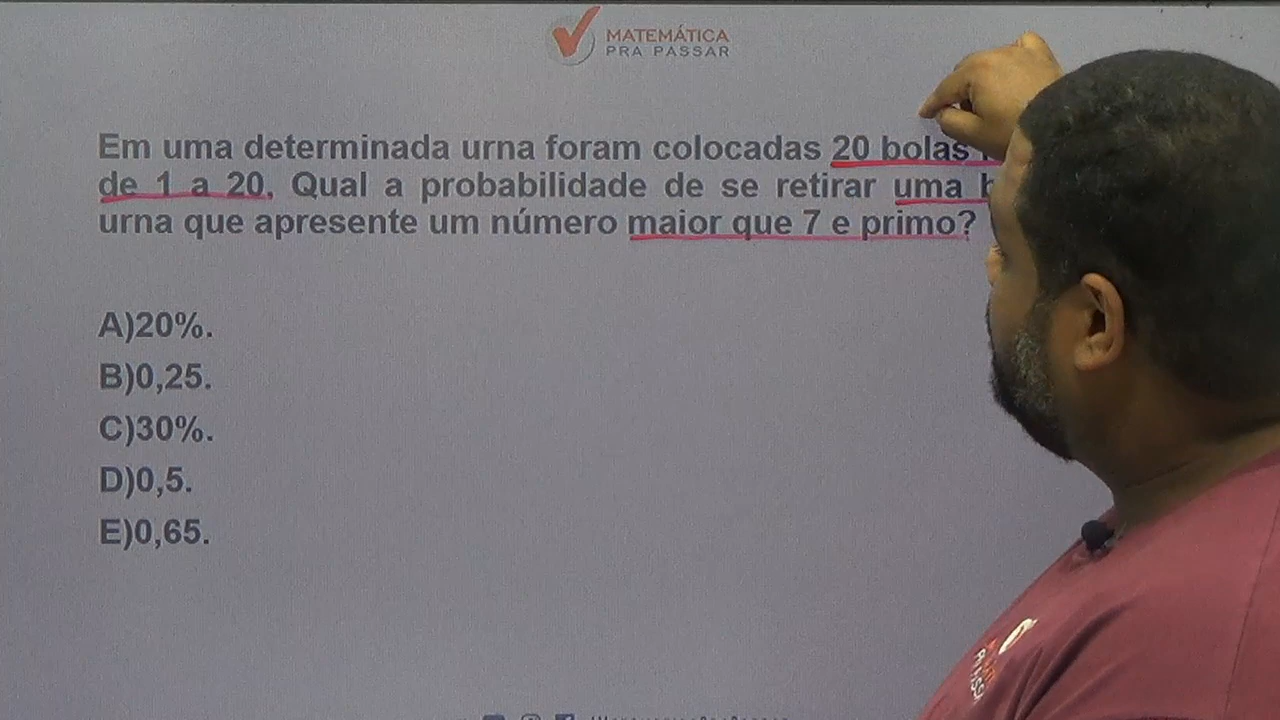 MATEMÁTICA
PRA PASSAR
Em uma determinada urna foram colocadas 20 bolas
de 1 a 20, Qual a probabilidade de se retirar uma
urna que apresente um número maior que 7 e primo?
A)20%.
B)0,25.
C)30%.
D)0,5.
E)0,65.